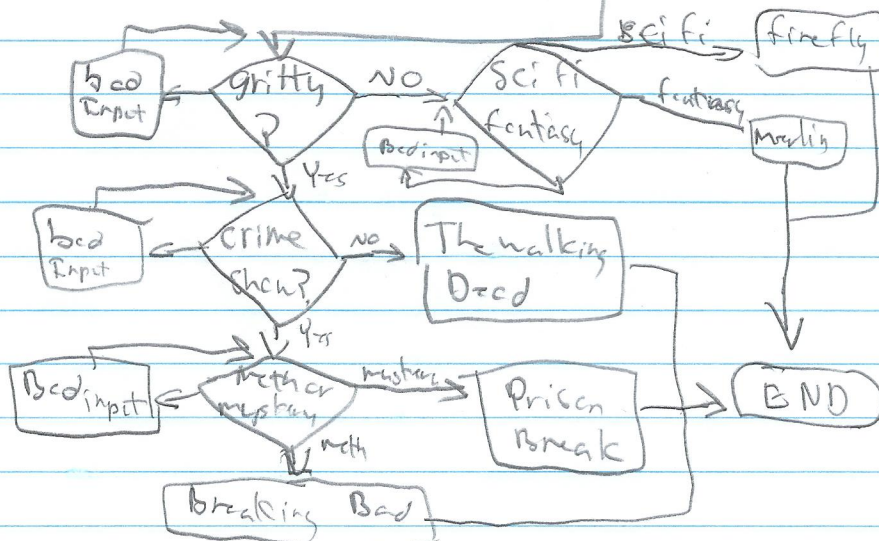 Sci fi
firefly
bad
Input
gritty
?
NO
Sci fi
fantasy
fantasy
Merlin
Bad input
Yes
bad
Input
crime
Show?
NO
The walking
Dead
Yes
Bad input
meth or
mystery
mystery
Prison
Break
END
meth
Breaking Bad